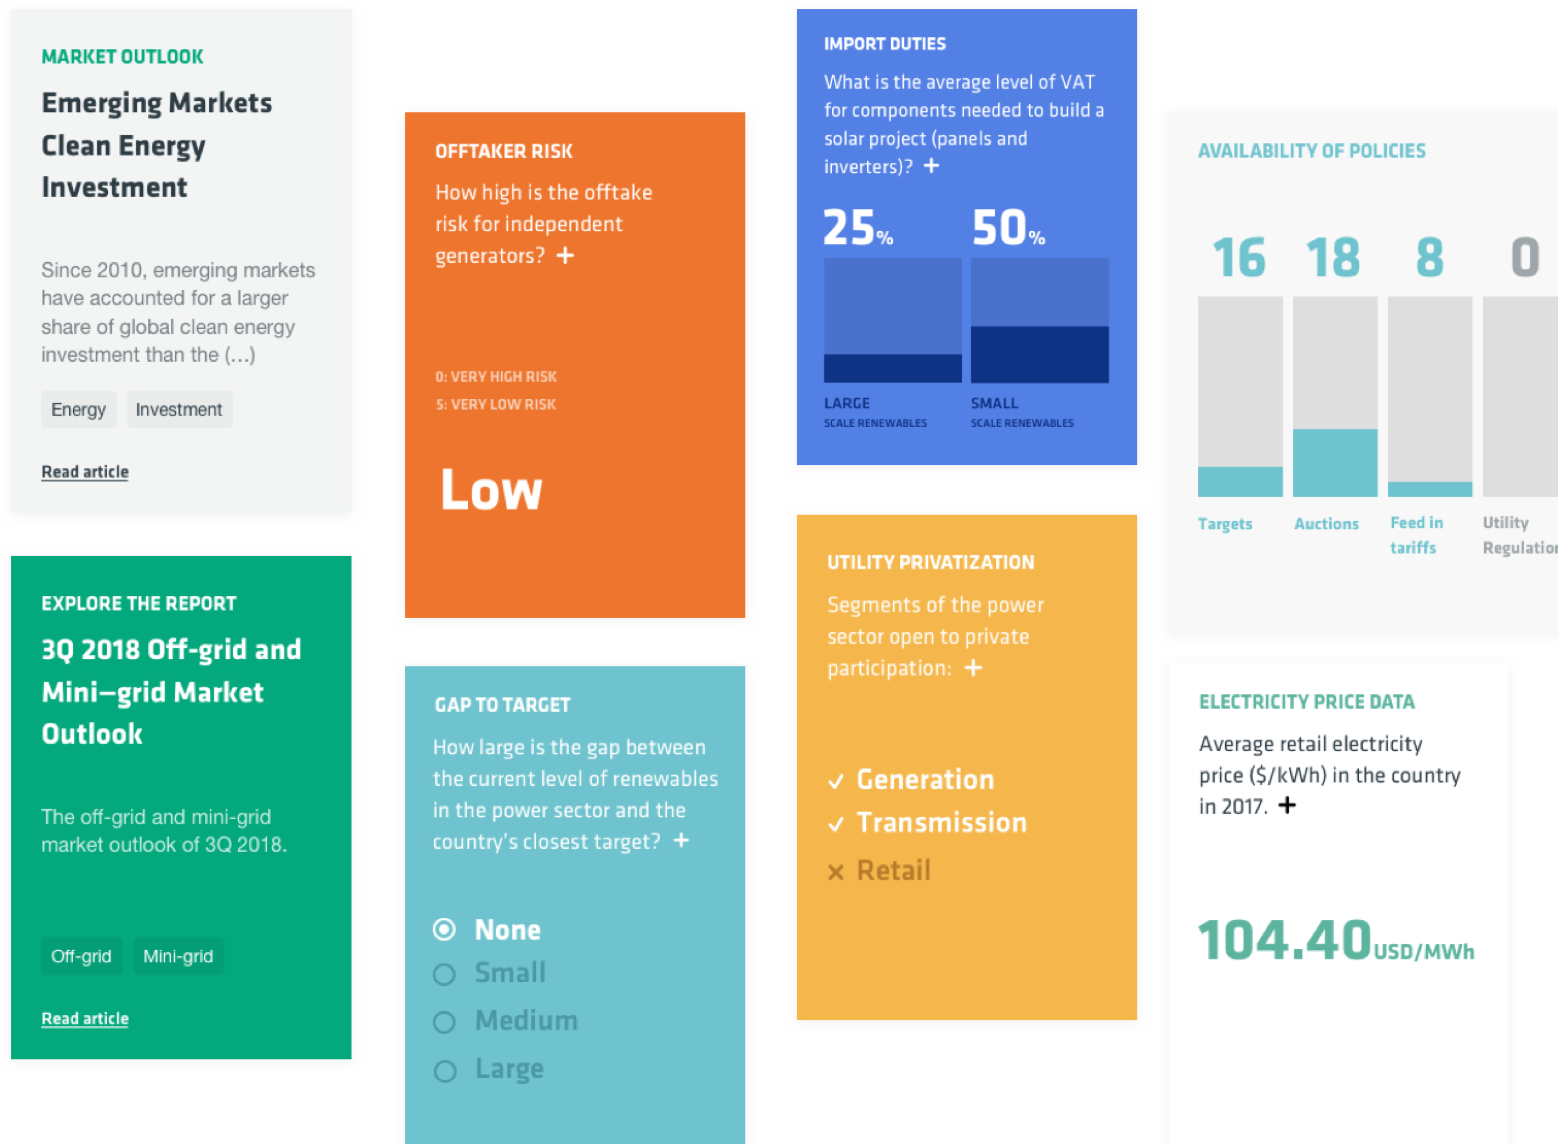 MARKET OUTLOOK
Emerging Markets
Clean Energy
Investment
Since 2010, emerging markets
have accounted for a larger
share of global clean energy
investment than the (...)
Energy Investment
Read article
EXPLORE THE REPORT
3Q 2018 Off-grid and
Mini–grid Market
Outlook
The off-grid and mini-grid
market outlook of 3Q 2018.
Off-grid Mini-grid
Read article
OFFTAKER RISK
How high is the offtake
risk for independent
generators? +
0: VERY HIGH RISK
5: VERY LOW RISK
Low
GAP TO TARGET
How large is the gap between
the current level of renewables
in the power sector and the
country's closest target? +
None
Small
Medium
Large
IMPORT DUTIES
What is the average level of VAT
for components needed to build a
solar project (panels and
inverters)? +
25% 50%
LARGE SMALL
SCALE RENEWABLES SCALE RENEWABLES
UTILITY PRIVATIZATION
Segments of the power
sector open to private
participation: +
Generation
Transmission
Retail
AVAILABILITY OF POLICIES
16 18 8 0
Targets Auctions Feed in Utility
tariffs Regulation
ELECTRICITY PRICE DATA
Average retail electricity
price ($/kWh) in the country
in 2017. +
104.40 USD/MWh